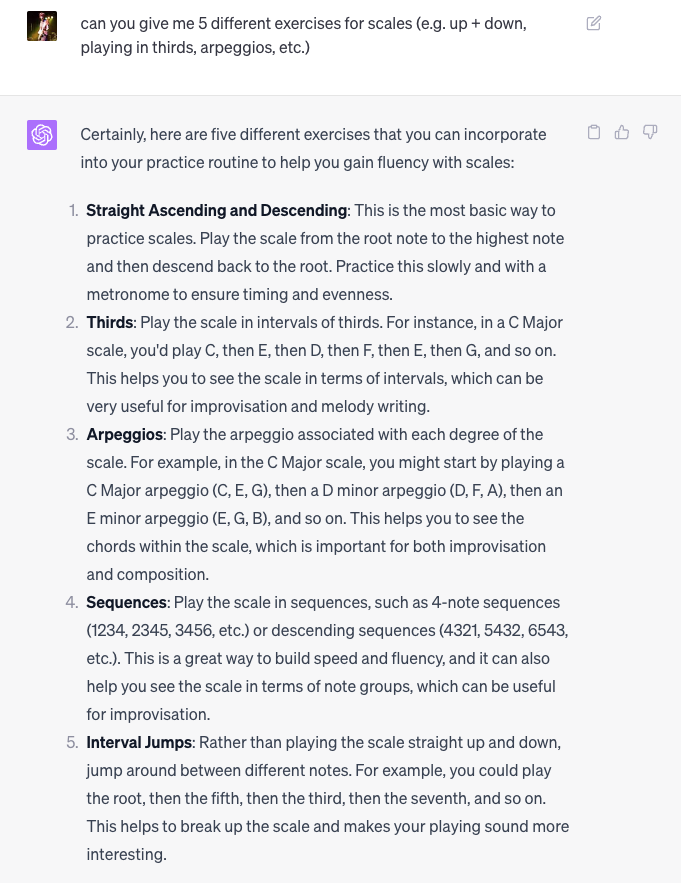 can you give me 5 different exercises for scales (e.g. up + down,
playing in thirds, arpeggios, etc.)
Certainly, here are five different exercises that you can incorporate
into your practice routine to help you gain fluency with scales:
1. Straight Ascending and Descending: This is the most basic way to
practice scales. Play the scale from the root note to the highest note
and then descend back to the root. Practice this slowly and with a
metronome to ensure timing and evenness.
2. Thirds: Play the scale in intervals of thirds. For instance, in a C Major
scale, you'd play C, then E, then D, then F, then E, then G, and so on.
This helps you to see the scale in terms of intervals, which can be
very useful for improvisation and melody writing.
3. Arpeggios: Play the arpeggio associated with each degree of the
scale. For example, in the C Major scale, you might start by playing a
C Major arpeggio (C, E, G), then a D minor arpeggio (D, F, A), then an
E minor arpeggio (E, G, B), and so on. This helps you to see the
chords within the scale, which is important for both improvisation
and composition.
4. Sequences: Play the scale in sequences, such as 4-note sequences
(1234, 2345, 3456, etc.) or descending sequences (4321, 5432, 6543,
etc.). This is a great way to build speed and fluency, and it can also
help you see the scale in terms of note groups, which can be useful
for improvisation.
5. Interval Jumps: Rather than playing the scale straight up and down,
jump around between different notes. For example, you could play
the root, then the fifth, then the third, then the seventh, and so on.
This helps to break up the scale and makes your playing sound more
interesting.